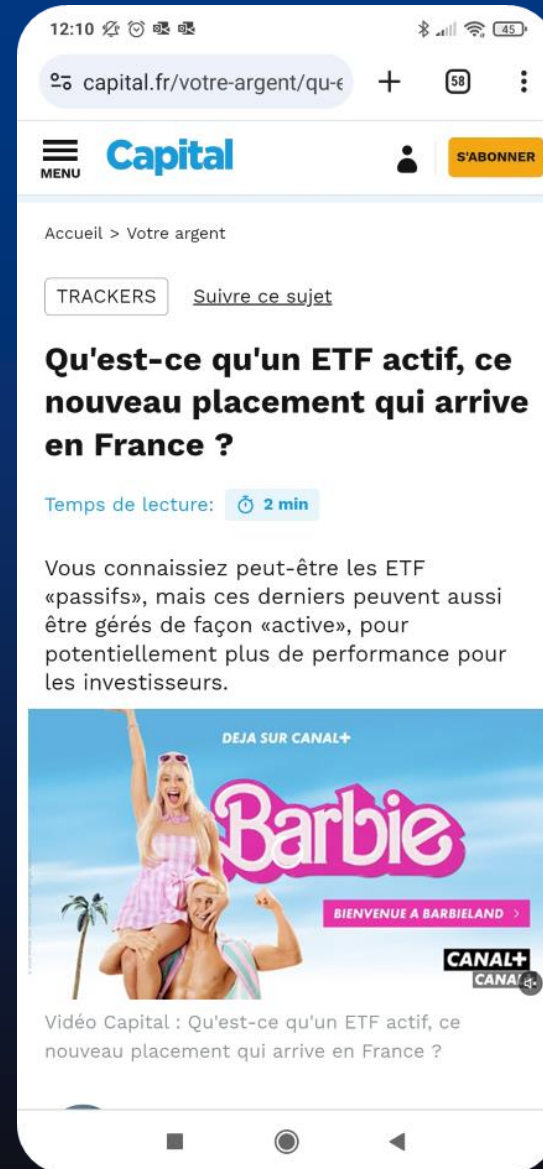 12:10
45
capital.fr/votre-argent/qu-e
58
MENU
Capital
S'ABONNER
Accueil > Votre argent
TRACKERS Suivre ce sujet
Qu'est-ce qu'un ETF actif, ce
nouveau placement qui arrive
en France ?
Temps de lecture: 2 min
Vous connaissiez peut-être les ETF
«passifs», mais ces derniers peuvent aussi
être gérés de façon «active», pour
potentiellement plus de performance pour
les investisseurs.
DEJA SUR CANAL+
Barbie
BIENVENUE A BARBIELAND >
CANAL+
CANAL
Vidéo Capital : Qu'est-ce qu'un ETF actif, ce
nouveau placement qui arrive en France ?